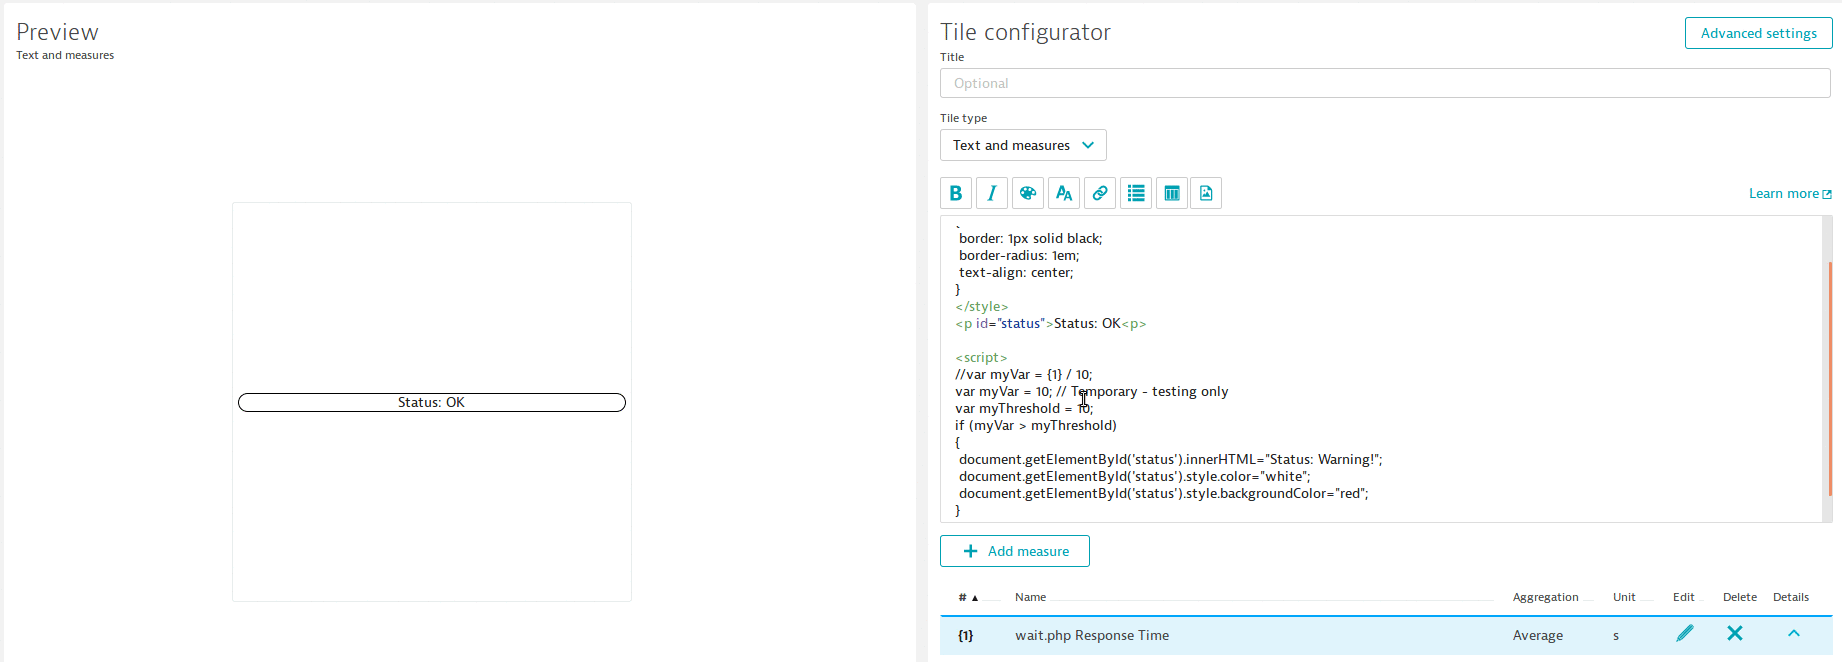 Preview
Text and measures
Status: OK
Tile configurator
Advanced settings
Title
Optional
Tile type
Text and measures
B I AA
Learn more
border: 1px solid black;
border-radius: 1em;
text-align: center;
}
</style>
<p id="status">Status: OK<p>
<script>
//var myVar = {1} / 10;
var myVar = 10; // Temporary - testing only
var myThreshold = 10;
if (myVar > myThreshold)
{
document.getElementById('status').innerHTML="Status: Warning!";
document.getElementById('status').style.color="white";
document.getElementById('status').style.backgroundColor="red";
}
+ Add measure
# ▲ Name Aggregation Unit Edit Delete Details
{1} wait.php Response Time Average s